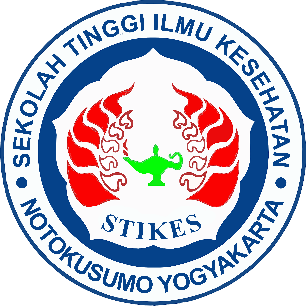 SEKOLAH TINGGI ILMU KESEHATAN
STIKES
NOTOKUSUMO YOGYAKARTA